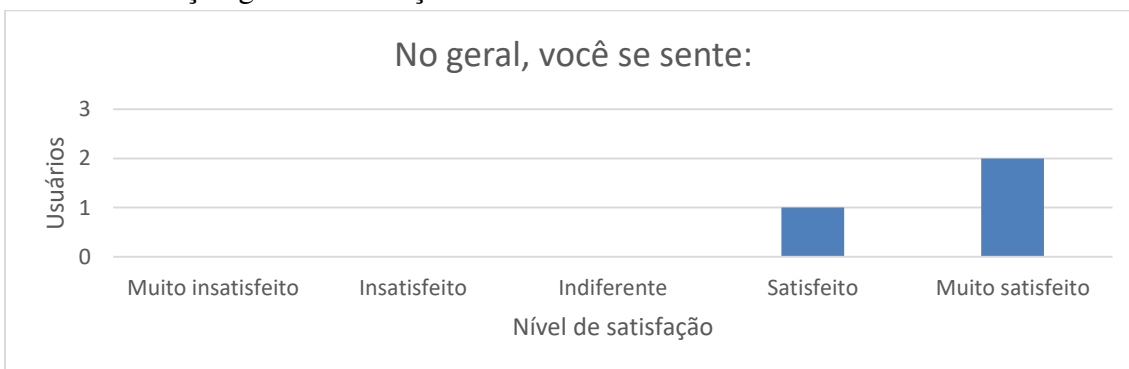 No geral, você se sente:
3
2
1
0
Usuários
Muito insatisfeito Insatisfeito Indiferente Satisfeito Muito satisfeito
Nível de satisfação